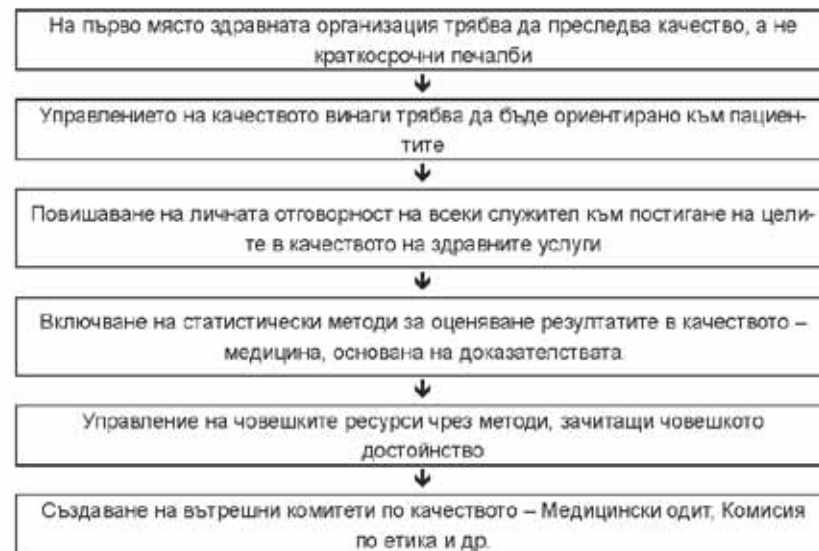 На първо място здравната организация трябва да преследва качество, а не
краткосрочни печалби
Управлението на качеството винаги трябва да бъде ориентирано към пациен-
тите
Повишаване на личната отговорност на всеки служител към постигане на цели-
те в качеството на здравните услуги
Включване на статистически методи за оценяване резултатите в качеството –
медицина, основана на доказателствата
Управление на човешките ресурси чрез методи, зачитащи човешкото
достойнство
Създаване на вътрешни комитети по качеството – Медицински одит, Комисия
по етика и др.